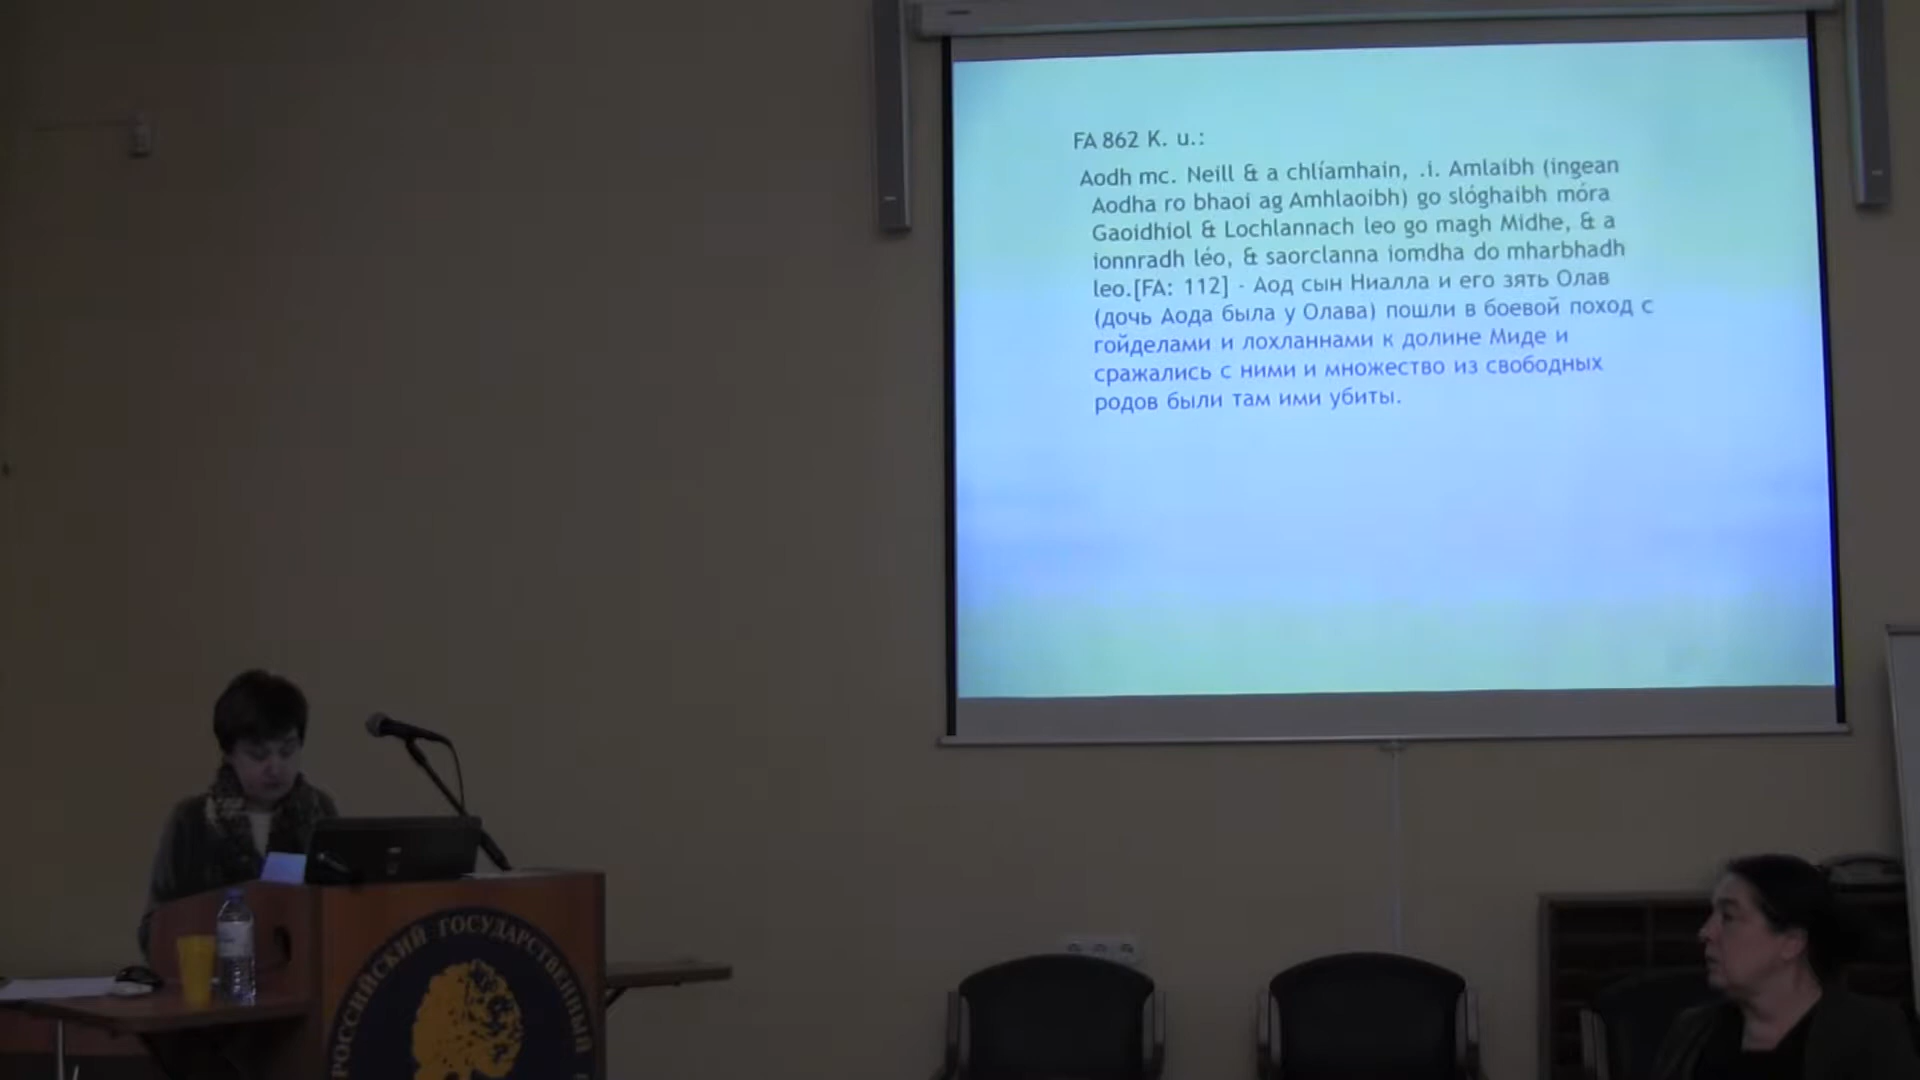 FA 862 K. u.:
Aodh mc. Neill & a chlíamhain, .i. Amlaibh (ingean
Aodha ro bhaoi ag Amhlaoibh) go slóghaibh móra
Gaoidhiol & Lochlannach leo go magh Midhe, & a
ionnradh léo, & saorclanna iomdha do mharbhadh
leo.[FA: 112] - Аод сын Ниалла и его зять Олав
(дочь Аода была у Олава) пошли в боевой поход с
гойделами и лохланнами к долине Миде и
сражались с ними и множество из свободных
родов были там ими убиты.
РОССИЙСКИЙ ГОСУДАРСТВЕННЫЙ